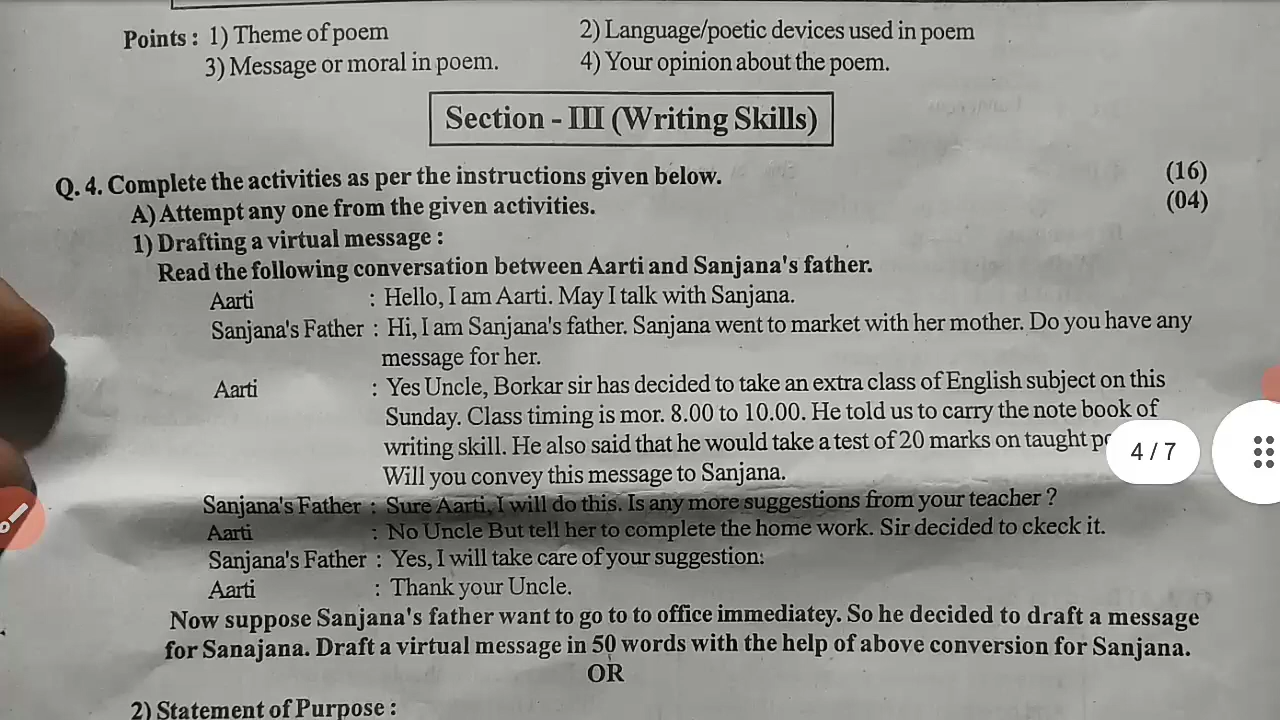 Points : 1) Theme of poem 2) Language/poetic devices used in poem
3) Message or moral in poem. 4) Your opinion about the poem.
Section - III (Writing Skills)
Q. 4. Complete the activities as per the instructions given below. (16)
A) Attempt any one from the given activities. (04)
1) Drafting a virtual message :
Read the following conversation between Aarti and Sanjana's father.
Aarti : Hello, I am Aarti. May I talk with Sanjana.
Sanjana's Father : Hi, I am Sanjana's father. Sanjana went to market with her mother. Do you have any
message for her.
Aarti : Yes Uncle, Borkar sir has decided to take an extra class of English subject on this
Sunday. Class timing is mor. 8.00 to 10.00. He told us to carry the note book of
writing skill. He also said that he would take a test of 20 marks on taught
4 / 7
Will you convey this message to Sanjana.
Sanjana's Father : Sure Aarti, I will do this. Is any more suggestions from your teacher ?
Aarti : No Uncle But tell her to complete the home work. Sir decided to ckeck it.
Sanjana's Father : Yes, I will take care of your suggestion:
Aarti : Thank your Uncle.
Now suppose Sanjana's father want to go to to office immediatey. So he decided to draft a message
for Sanajana. Draft a virtual message in 50 words with the help of above conversion for Sanjana.
OR
2) Statement of Purpose :